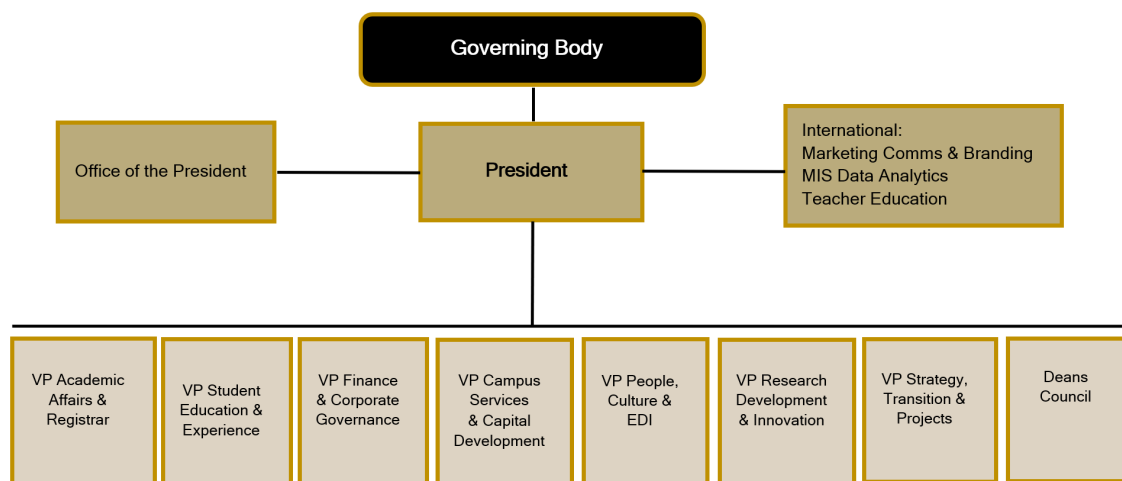 Governing Body
Office of the President
President
International:
Marketing Comms & Branding
MIS Data Analytics
Teacher Education
VP Academic
Affairs &
Registrar
VP Student
Education &
Experience
VP Finance
& Corporate
Governance
VP Campus
Services
& Capital
Development
VP People,
Culture &
EDI
VP Research
Development
& Innovation
VP Strategy,
Transition &
Projects
Deans
Council